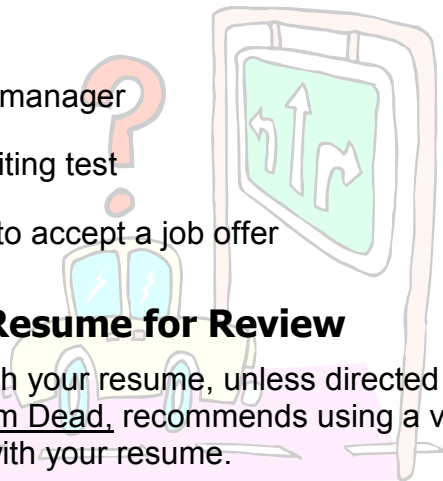 manager
iting test
to accept a job offer
Resume for Review
h your resume, unless directed
m Dead, recommends using a v
with your resume.